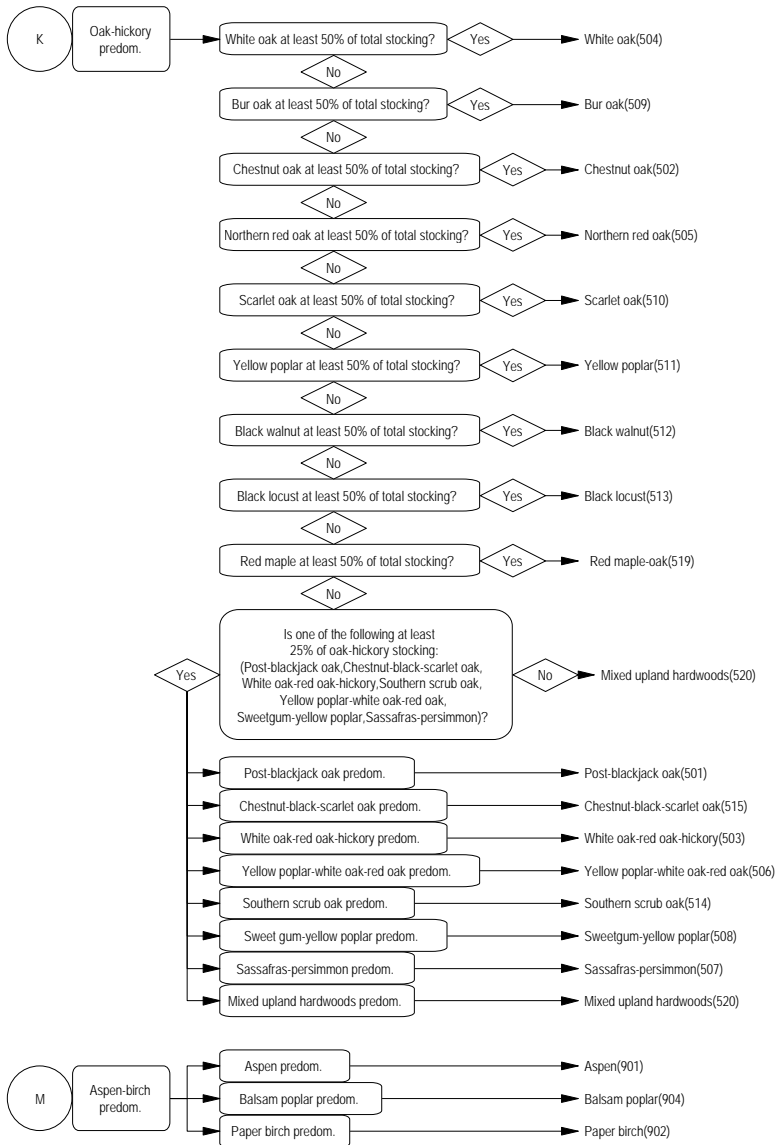 K
Oak-hickory
predom.
White oak at least 50% of total stocking?
Yes
White oak(504)
No
Bur oak at least 50% of total stocking?
Yes
Bur oak(509)
No
Chestnut oak at least 50% of total stocking?
Yes
Chestnut oak(502)
No
Northern red oak at least 50% of total stocking?
Yes
Northern red oak(505)
No
Scarlet oak at least 50% of total stocking?
Yes
Scarlet oak(510)
No
Yellow poplar at least 50% of total stocking?
Yes
Yellow poplar(511)
No
Black walnut at least 50% of total stocking?
Yes
Black walnut(512)
No
Black locust at least 50% of total stocking?
Yes
Black locust(513)
No
Red maple at least 50% of total stocking?
Yes
Red maple-oak(519)
No
Is one of the following at least
25% of oak-hickory stocking:
(Post-blackjack oak,Chestnut-black-scarlet oak,
White oak-red oak-hickory,Southern scrub oak,
Yellow poplar-white oak-red oak,
Sweetgum-yellow poplar,Sassafras-persimmon)?
Yes
No
Mixed upland hardwoods(520)
Post-blackjack oak predom.
Post-blackjack oak(501)
Chestnut-black-scarlet oak predom.
Chestnut-black-scarlet oak(515)
White oak-red oak-hickory predom.
White oak-red oak-hickory(503)
Yellow poplar-white oak-red oak predom.
Yellow poplar-white oak-red oak(506)
Southern scrub oak predom.
Southern scrub oak(514)
Sweet gum-yellow poplar predom.
Sweetgum-yellow poplar(508)
Sassafras-persimmon predom.
Sassafras-persimmon(507)
Mixed upland hardwoods predom.
Mixed upland hardwoods(520)
M
Aspen-birch
predom.
Aspen predom.
Aspen(901)
Balsam poplar predom.
Balsam poplar(904)
Paper birch predom.
Paper birch(902)